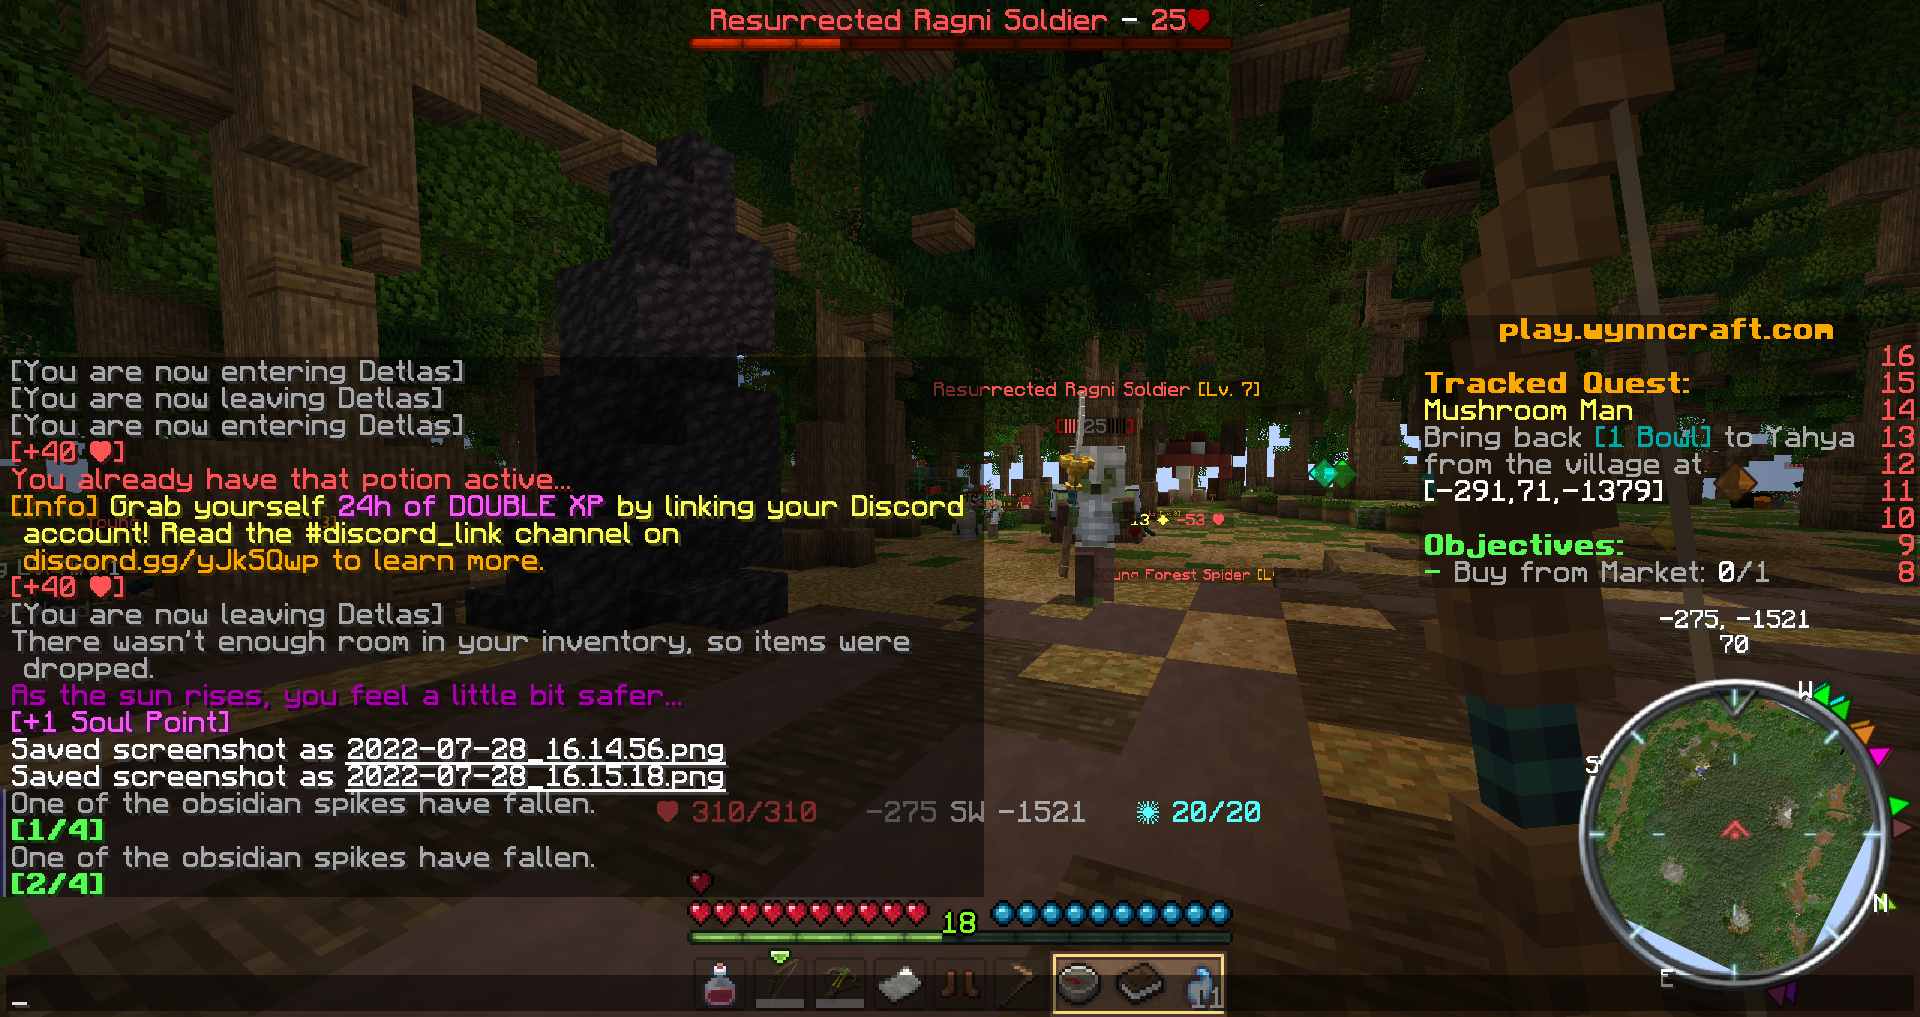 Resurrected Ragni Soldier - 25
play.wynncraft.com
16
Tracked Quest:
15
Mushroom Man
14
Bring back [1 Bowl] to Yahya
13
from the village at
12
[-291,71,-1379]
11
10
Objectives:
9
- Buy from Market: 0/1
8
-275, -1521
70
Resurrected Ragni Soldier [Lv. 7]
25
-53
ung Forest Spider [L
[You are now entering Detlas]
[You are now leaving Detlas]
[You are now entering Detlas]
[+40 ❤]
You already have that potion active...
[Info] Grab yourself 24h of DOUBLE XP by linking your Discord
account! Read the #discord_link channel on
discord.gg/yJkSQwp to learn more.
[+40 ❤]
[You are now leaving Detlas]
There wasn't enough room in your inventory, so items were
dropped.
As the sun rises, you feel a little bit safer...
[+1 Soul Point]
Saved screenshot as 2022-07-28_16.14.56.png
Saved screenshot as 2022-07-28_16.15.18.png
One of the obsidian spikes have fallen.
[1/4]
One of the obsidian spikes have fallen.
[2/4]
310/310 -275 SW -1521 20/20
18
11
W
S
N
E
_